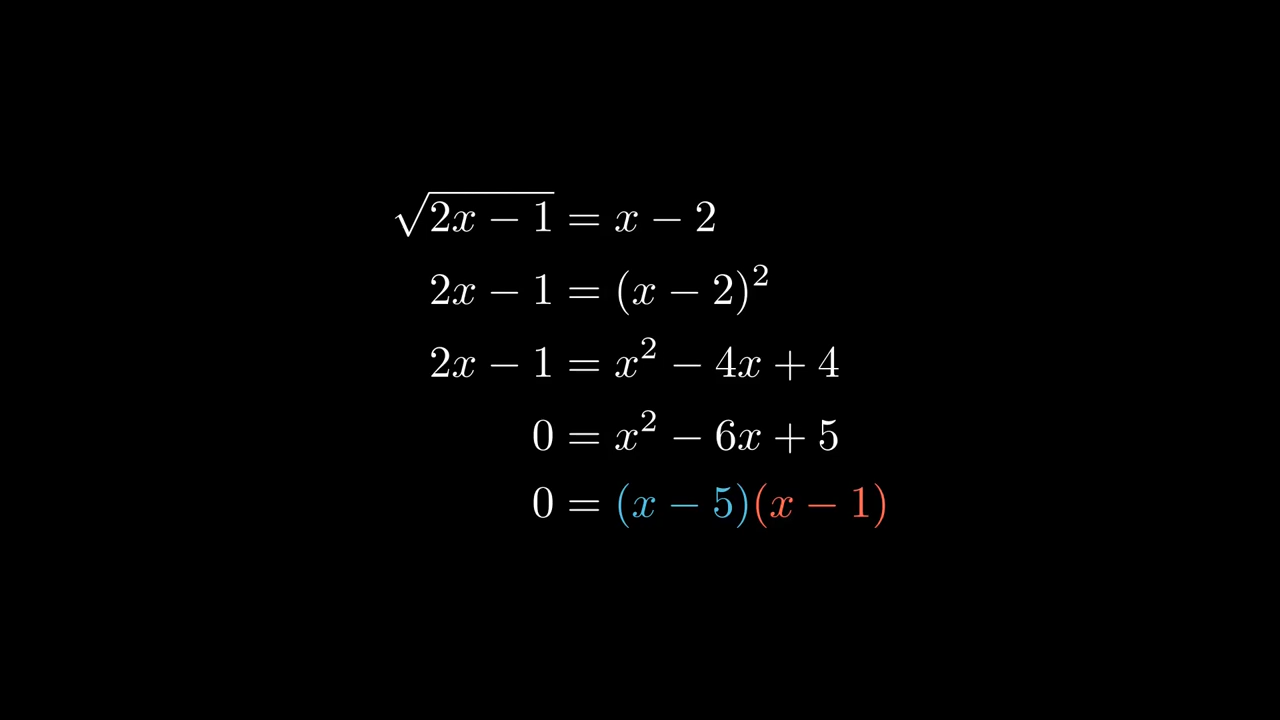 √(2x − 1) = x − 2
2x − 1 = (x − 2)²
2x − 1 = x² − 4x + 4
0 = x² − 6x + 5
0 = (x − 5)(x − 1)